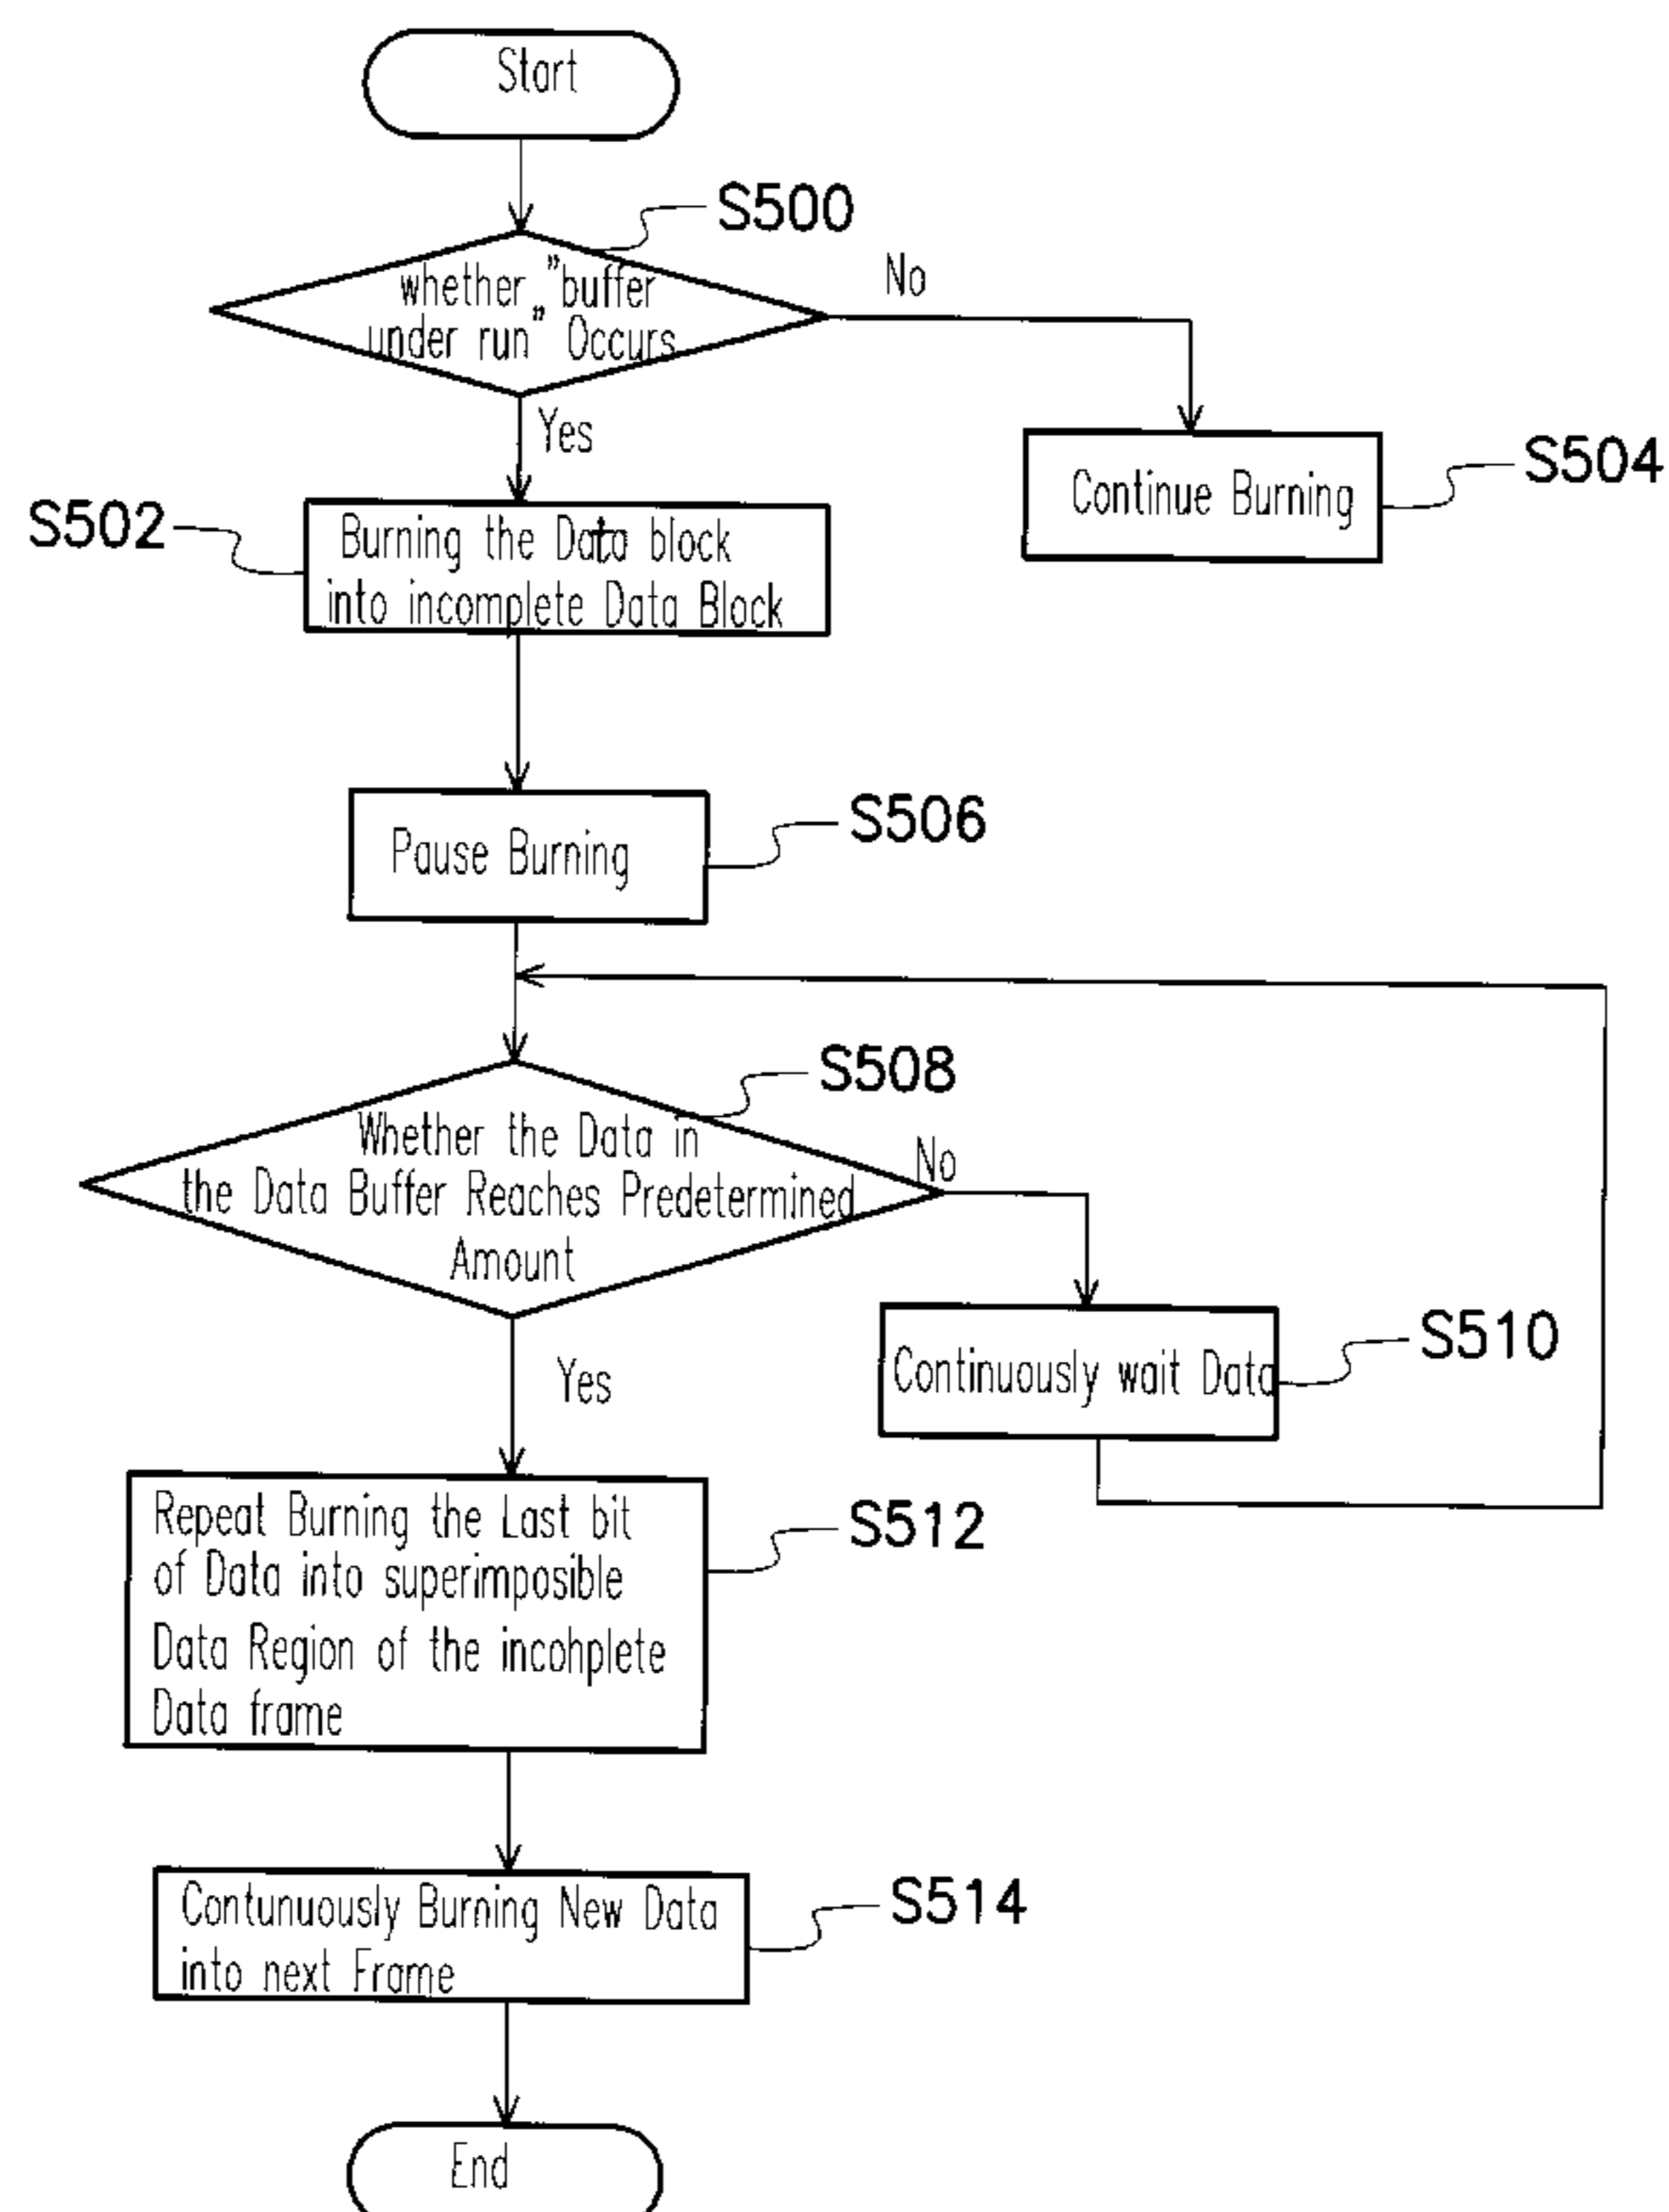 Start
S500
whether "buffer
under run" Occurs
No
Yes
S502
Burning the Data block
into incomplete Data Block
Continue Burning
S504
Pause Burning
S506
S508
Whether the Data in
the Data Buffer Reaches Predetermined
Amount
No
Yes
Continuously wait Data
S510
Repeat Burning the Last bit
of Data into superimposible
Data Region of the incohplete
Data frame
S512
Contunuously Burning New Data
into next Frame
S514
End